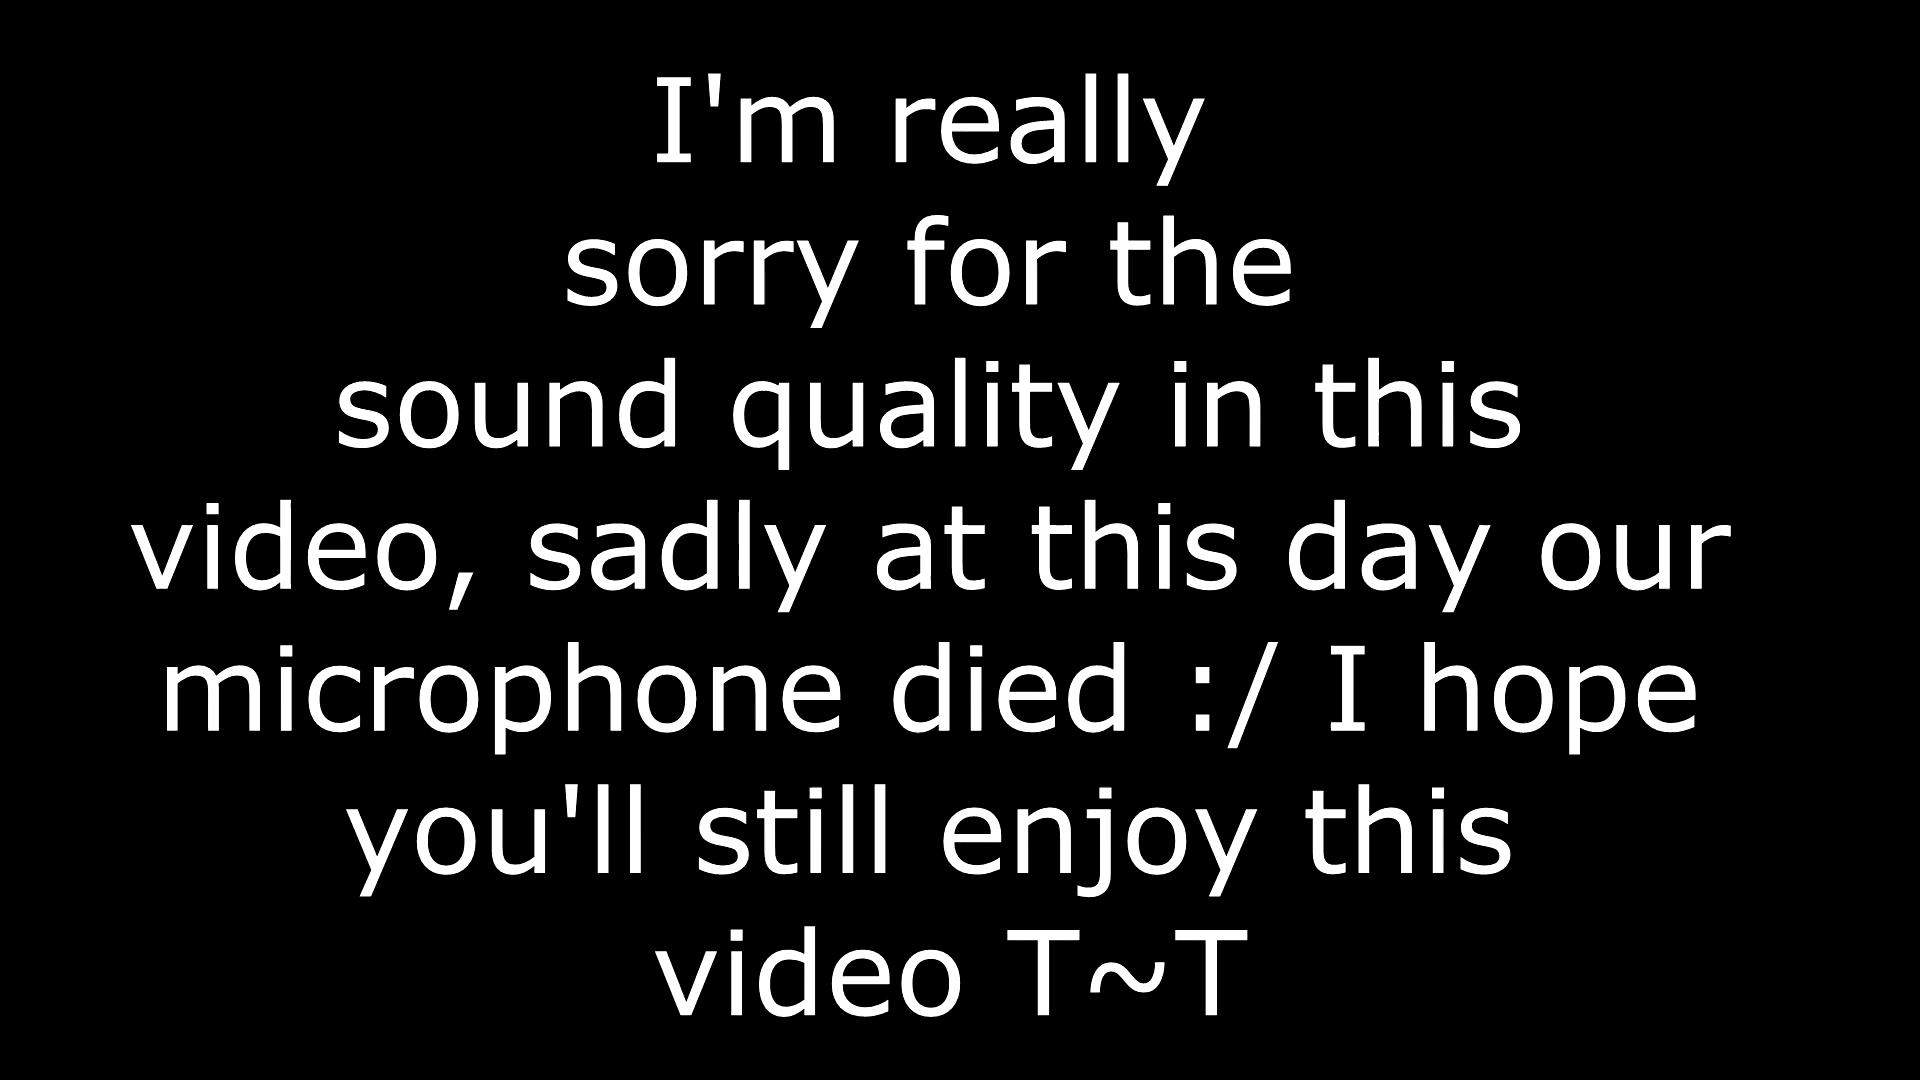 I'm really
sorry for the
sound quality in this
video, sadly at this day our
microphone died :/ I hope
you'll still enjoy this
video T~T